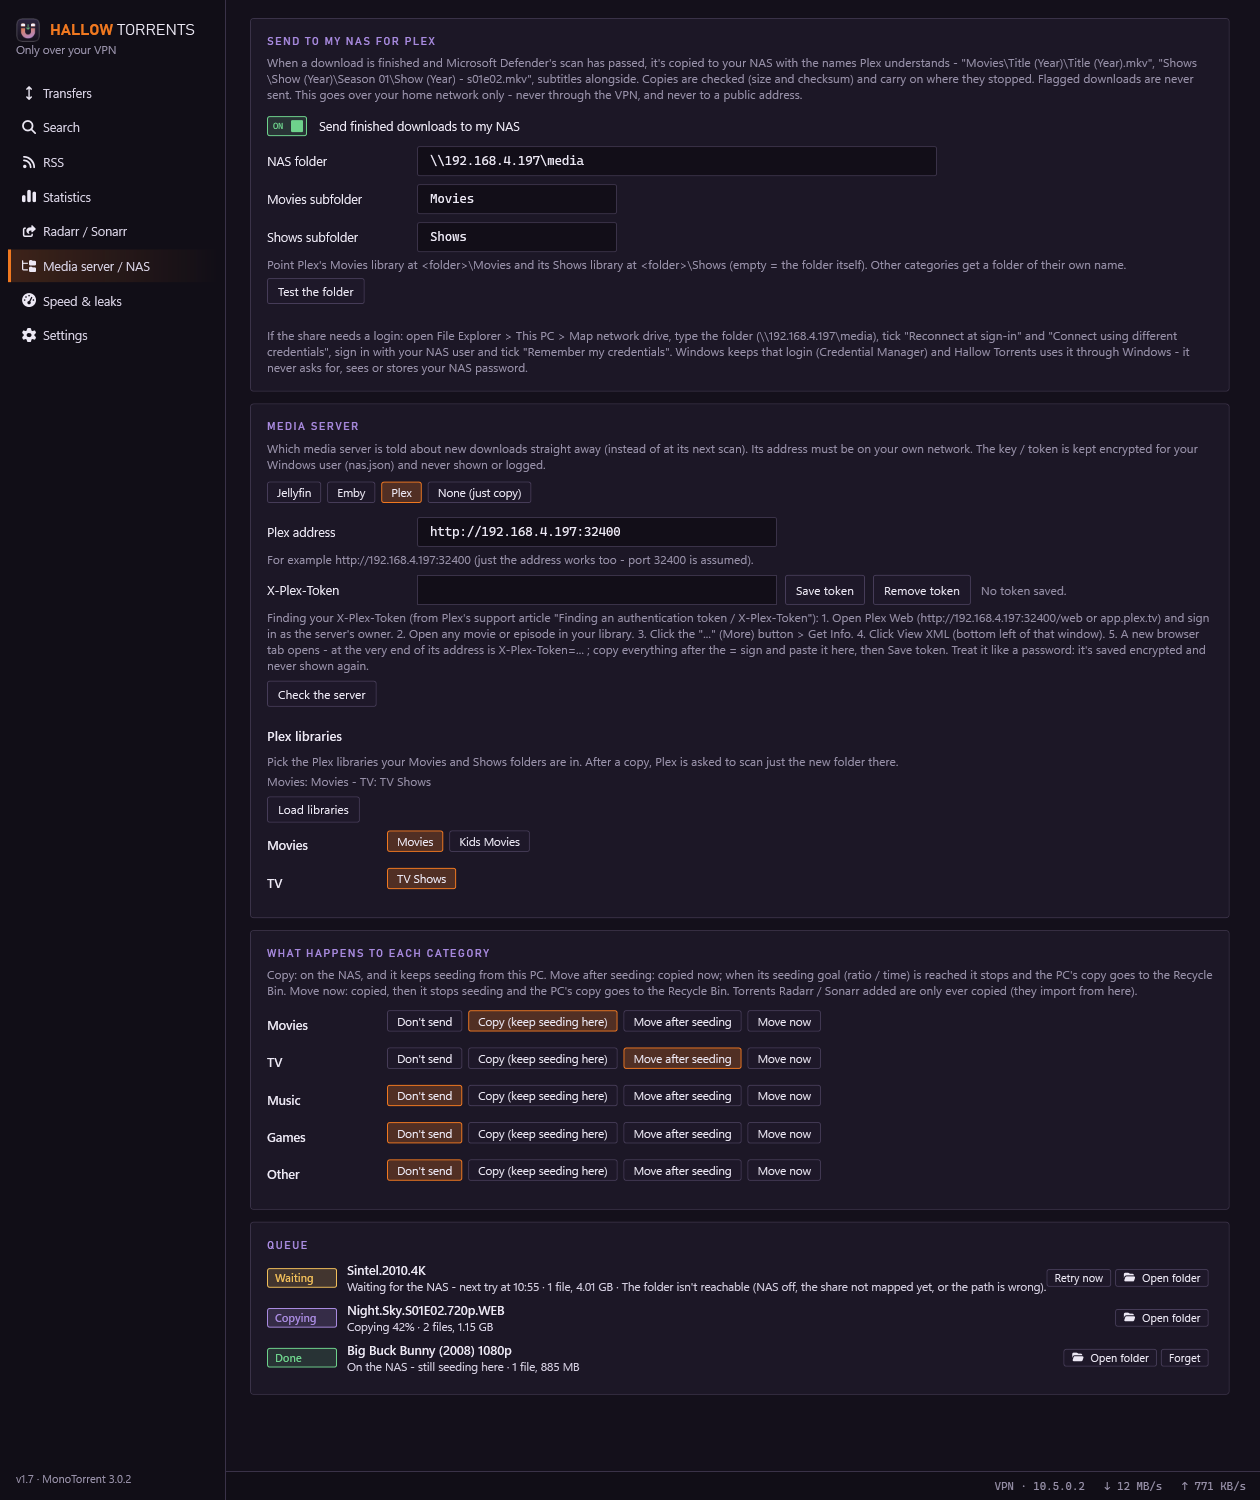 HALLOW TORRENTS
Only over your VPN
Transfers
Search
RSS
Statistics
Radarr / Sonarr
Media server / NAS
Speed & leaks
Settings
v1.7 · MonoTorrent 3.0.2
SEND TO MY NAS FOR PLEX
When a download is finished and Microsoft Defender's scan has passed, it's copied to your NAS with the names Plex understands - "Movies\Title (Year)\Title (Year).mkv", "Shows
\Show (Year)\Season 01\Show (Year) - s01e02.mkv", subtitles alongside. Copies are checked (size and checksum) and carry on where they stopped. Flagged downloads are never
sent. This goes over your home network only - never through the VPN, and never to a public address.
ON Send finished downloads to my NAS
NAS folder \\192.168.4.197\media
Movies subfolder Movies
Shows subfolder Shows
Point Plex's Movies library at <folder>\Movies and its Shows library at <folder>\Shows (empty = the folder itself). Other categories get a folder of their own name.
Test the folder
If the share needs a login: open File Explorer > This PC > Map network drive, type the folder (\\192.168.4.197\media), tick "Reconnect at sign-in" and "Connect using different
credentials", sign in with your NAS user and tick "Remember my credentials". Windows keeps that login (Credential Manager) and Hallow Torrents uses it through Windows - it
never asks for, sees or stores your NAS password.
MEDIA SERVER
Which media server is told about new downloads straight away (instead of at its next scan). Its address must be on your own network. The key / token is kept encrypted for your
Windows user (nas.json) and never shown or logged.
Jellyfin Emby Plex None (just copy)
Plex address http://192.168.4.197:32400
For example http://192.168.4.197:32400 (just the address works too - port 32400 is assumed).
X-Plex-Token Save token Remove token No token saved.
Finding your X-Plex-Token (from Plex's support article "Finding an authentication token / X-Plex-Token"): 1. Open Plex Web (http://192.168.4.197:32400/web or app.plex.tv) and sign
in as the server's owner. 2. Open any movie or episode in your library. 3. Click the "..." (More) button > Get Info. 4. Click View XML (bottom left of that window). 5. A new browser
tab opens - at the very end of its address is X-Plex-Token=... ; copy everything after the = sign and paste it here, then Save token. Treat it like a password: it's saved encrypted and
never shown again.
Check the server
Plex libraries
Pick the Plex libraries your Movies and Shows folders are in. After a copy, Plex is asked to scan just the new folder there.
Movies: Movies - TV: TV Shows
Load libraries
Movies Movies Kids Movies
TV TV Shows
WHAT HAPPENS TO EACH CATEGORY
Copy: on the NAS, and it keeps seeding from this PC. Move after seeding: copied now; when its seeding goal (ratio / time) is reached it stops and the PC's copy goes to the Recycle
Bin. Move now: copied, then it stops seeding and the PC's copy goes to the Recycle Bin. Torrents Radarr / Sonarr added are only ever copied (they import from here).
Movies Don't send Copy (keep seeding here) Move after seeding Move now
TV Don't send Copy (keep seeding here) Move after seeding Move now
Music Don't send Copy (keep seeding here) Move after seeding Move now
Games Don't send Copy (keep seeding here) Move after seeding Move now
Other Don't send Copy (keep seeding here) Move after seeding Move now
QUEUE
Waiting Sintel.2010.4K
Waiting for the NAS - next try at 10:55 · 1 file, 4.01 GB · The folder isn't reachable (NAS off, the share not mapped yet, or the path is wrong). Retry now Open folder
Copying Night.Sky.S01E02.720p.WEB
Copying 42% · 2 files, 1.15 GB Open folder
Done Big Buck Bunny (2008) 1080p
On the NAS - still seeding here · 1 file, 885 MB Open folder Forget
VPN · 10.5.0.2 ↓ 12 MB/s ↑ 771 KB/s